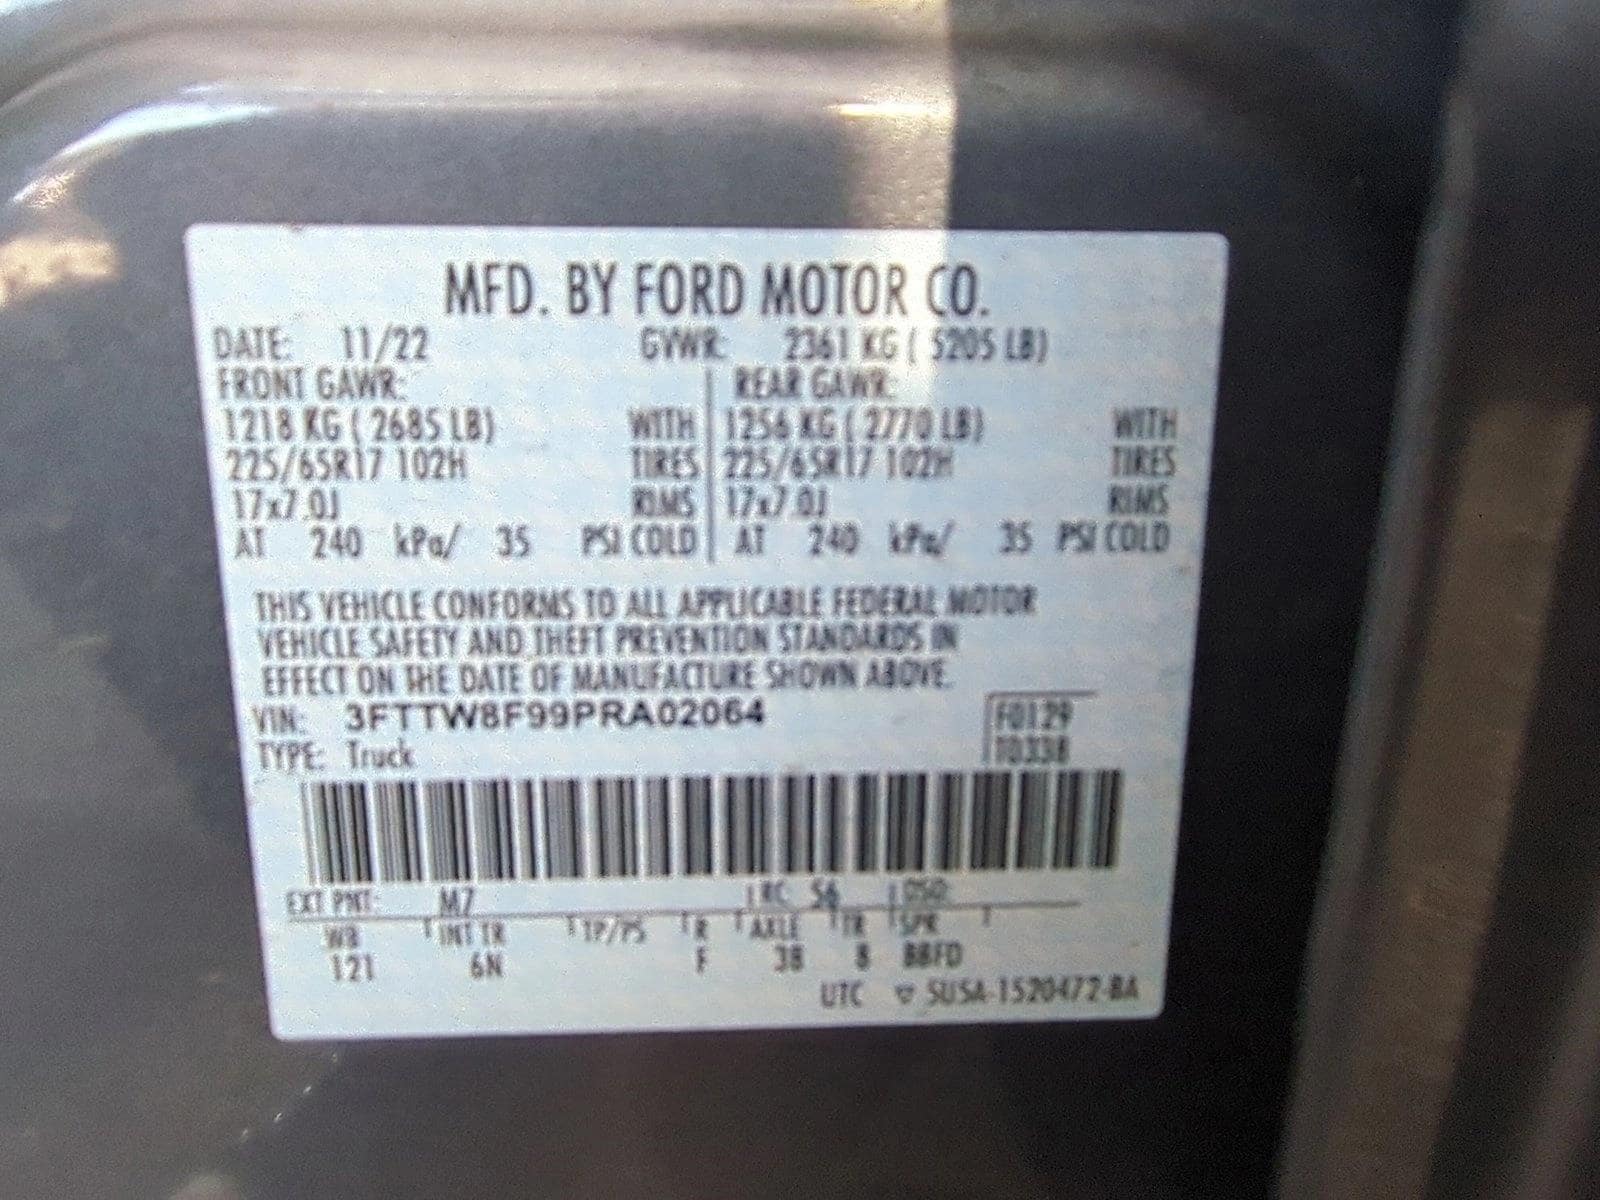 MFD. BY FORD MOTOR CO.
DATE: 11/22 GVWR: 2361 KG ( 5205 LB)
FRONT GAWR: REAR GAWR:
1218 KG ( 2685 LB) WITH 1256 KG ( 2770 LB) WITH
225/65R17 102H TIRES 225/65R17 102H TIRES
17x7.0J RIMS 17x7.0J RIMS
AT 240 kPa/ 35 PSI COLD AT 240 kPa/ 35 PSI COLD
THIS VEHICLE CONFORMS TO ALL APPLICABLE FEDERAL MOTOR
VEHICLE SAFETY AND THEFT PREVENTION STANDARDS IN
EFFECT ON THE DATE OF MANUFACTURE SHOWN ABOVE.
VIN: 3FTTW8F99PRA02064 F0129
TYPE: Truck T0338
EXT PNT: M7 RC: 56 DSO:
WB INT TR TP/PS R AXLE TR SPR
121 6N F 3B 8 BBFD
UTC ▽ SU5A-1520472-BA